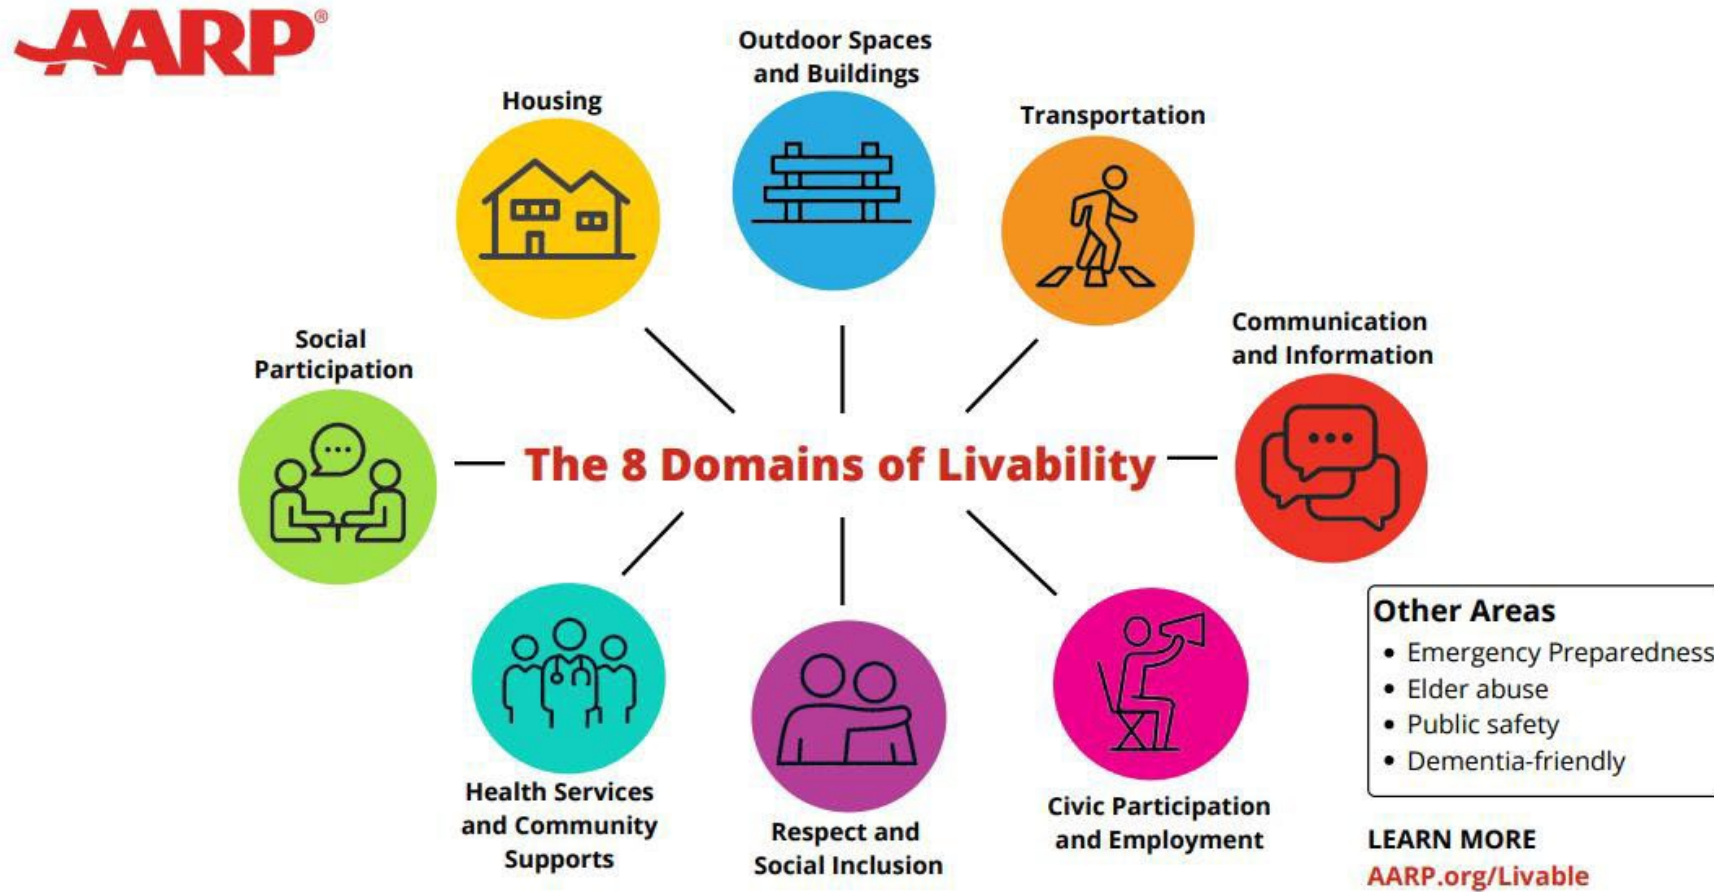 AARP®
Outdoor Spaces
and Buildings
Housing
Transportation
Communication
and Information
Social
Participation
The 8 Domains of Livability
Health Services
and Community
Supports
Respect and
Social Inclusion
Civic Participation
and Employment
Other Areas
• Emergency Preparedness
• Elder abuse
• Public safety
• Dementia-friendly
LEARN MORE
AARP.org/Livable